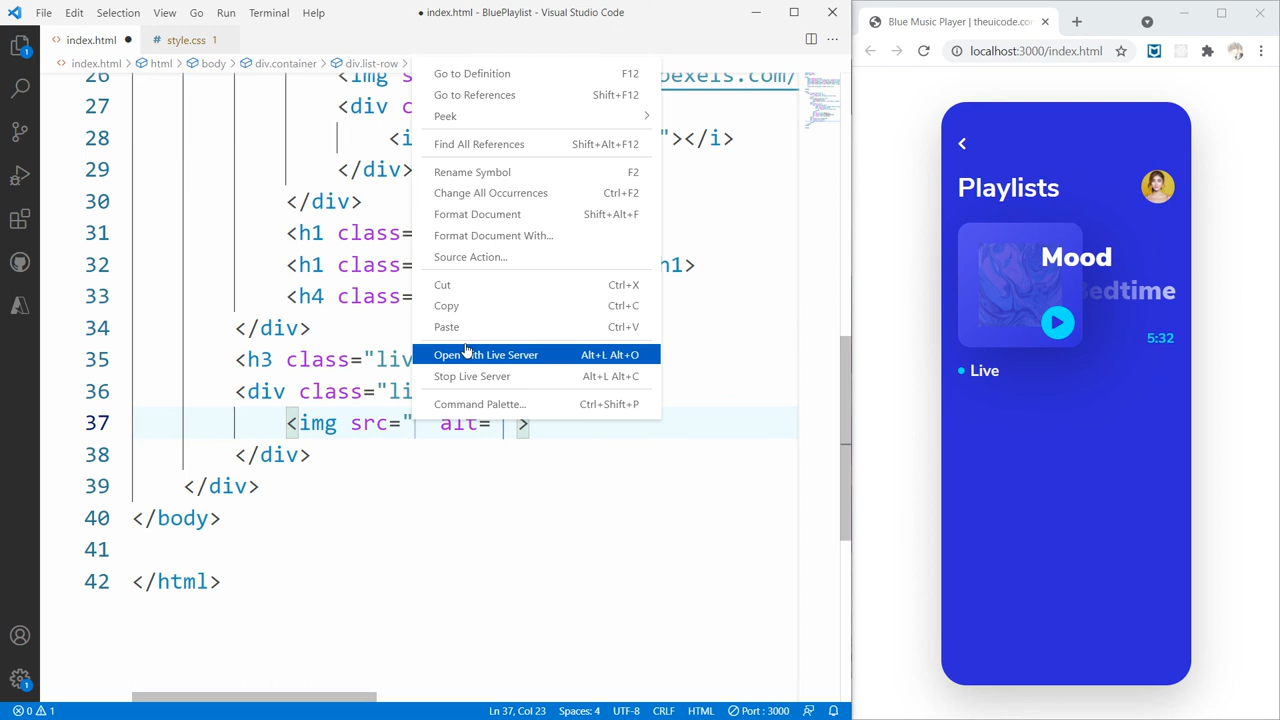 File Edit Selection View Go Run Terminal Help
● index.html - BluePlaylist - Visual Studio Code
index.html ●
style.css 1
index.html > html > body > div.container > div.list-row >
26 <img s pexels.com/
27 <div c
28 <i "></i>
29 </div>
30 </div>
31 <h1 class=
32 <h1 class= h1>
33 <h4 class=
34 </div>
35 <h3 class="liv
36 <div class="li
37 <img src=" " alt=" ">
38 </div>
39 </div>
40 </body>
41
42 </html>
Go to Definition F12
Go to References Shift+F12
Peek
Find All References Shift+Alt+F12
Rename Symbol F2
Change All Occurrences Ctrl+F2
Format Document Shift+Alt+F
Format Document With...
Source Action...
Cut Ctrl+X
Copy Ctrl+C
Paste Ctrl+V
Open with Live Server Alt+L Alt+O
Stop Live Server Alt+L Alt+C
Command Palette... Ctrl+Shift+P
1
1
0 1
Ln 37, Col 23 Spaces: 4 UTF-8 CRLF HTML Port : 3000
Blue Music Player | theuicode.com
localhost:3000/index.html
Playlists
Mood
Bedtime
5:32
Live